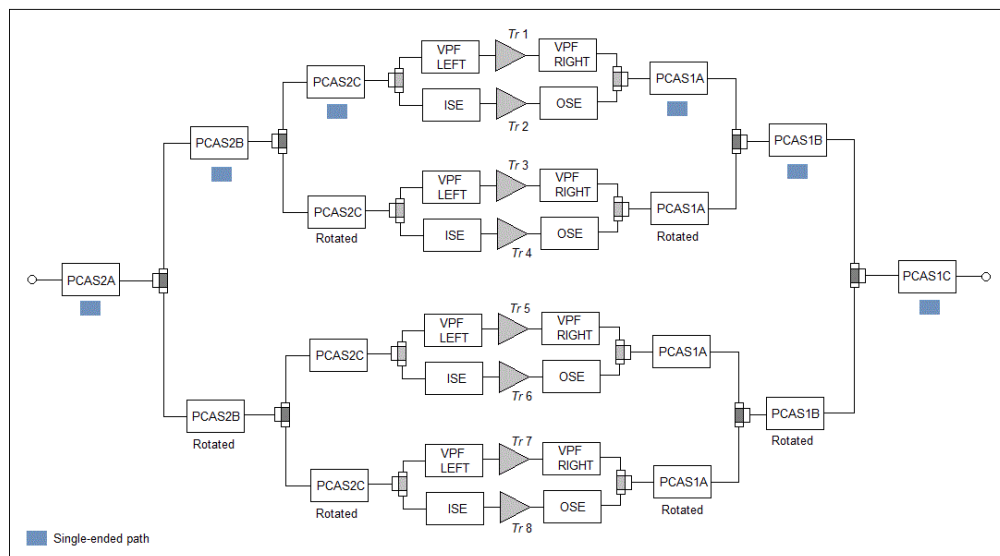 Tr 1
VPF
LEFT
VPF
RIGHT
PCAS2C
PCAS1A
ISE
OSE
Tr 2
PCAS2B
PCAS1B
Tr 3
VPF
LEFT
VPF
RIGHT
PCAS2C
PCAS1A
Rotated
ISE
OSE
Rotated
Tr 4
PCAS2A
PCAS1C
Tr 5
VPF
LEFT
VPF
RIGHT
PCAS2C
PCAS1A
ISE
OSE
Tr 6
PCAS2B
PCAS1B
Rotated
Rotated
Tr 7
VPF
LEFT
VPF
RIGHT
PCAS2C
PCAS1A
Rotated
ISE
OSE
Rotated
Tr 8
Single-ended path